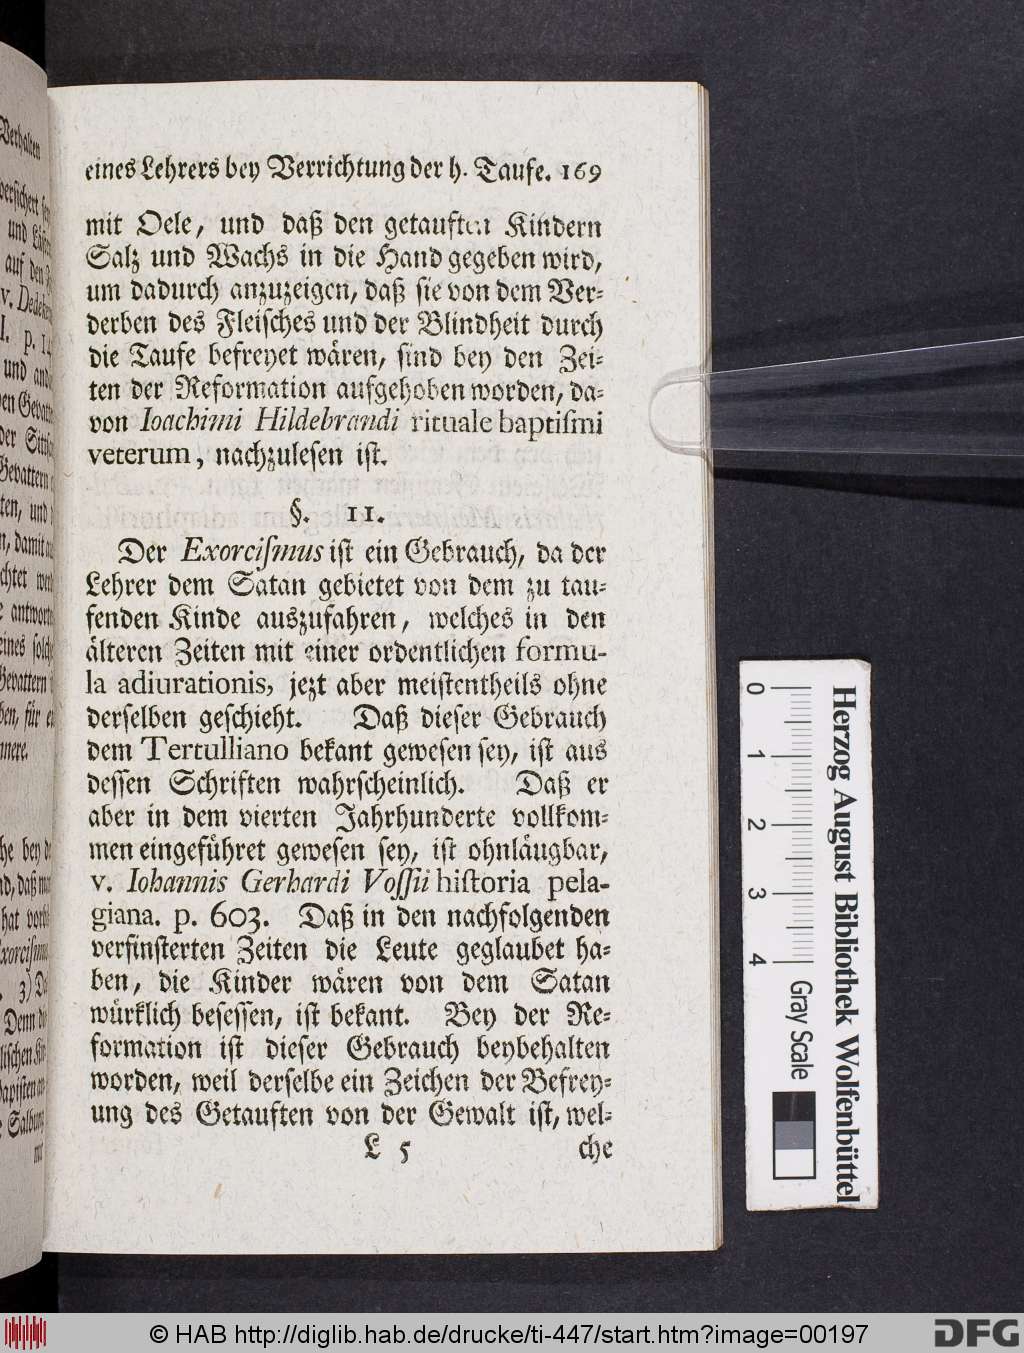 eines Lehrers bey Verrichtung der h. Taufe. 169
mit Oele, und daß den getauften Kindern
Salz und Wachs in die Hand gegeben wird,
um dadurch anzuzeigen, daß sie von dem Ver-
derben des Fleisches und der Blindheit durch
die Taufe befreyet wären, sind bey den Zei-
ten der Reformation aufgehoben worden, da-
von Ioachimi Hildebrandi rituale baptiſmi
veterum, nachzulesen ist.
§. 11.
Der Exorciſmus ist ein Gebrauch, da der
Lehrer dem Satan gebietet von dem zu tau-
fenden Kinde auszufahren, welches in den
älteren Zeiten mit einer ordentlichen formu-
la adiurationis, jezt aber meistentheils ohne
derselben geschieht. Daß dieser Gebrauch
dem Tertulliano bekant gewesen sey, ist aus
dessen Schriften wahrscheinlich. Daß er
aber in dem vierten Jahrhunderte vollkom-
men eingeführet gewesen sey, ist ohnläugbar,
v. Iohannis Gerhardi Voſſii hiſtoria pela-
giana. p. 603. Daß in den nachfolgenden
verfinsterten Zeiten die Leute geglaubet ha-
ben, die Kinder wären von dem Satan
würklich besessen, ist bekant. Bey der Re-
formation ist dieser Gebrauch beybehalten
worden, weil derselbe ein Zeichen der Befrey-
ung des Getauften von der Gewalt ist, wel-
L 5 che
0 1 2 3 4
Gray Scale
Herzog August Bibliothek Wolfenbüttel
© HAB http://diglib.hab.de/drucke/ti-447/start.htm?image=00197
DFG